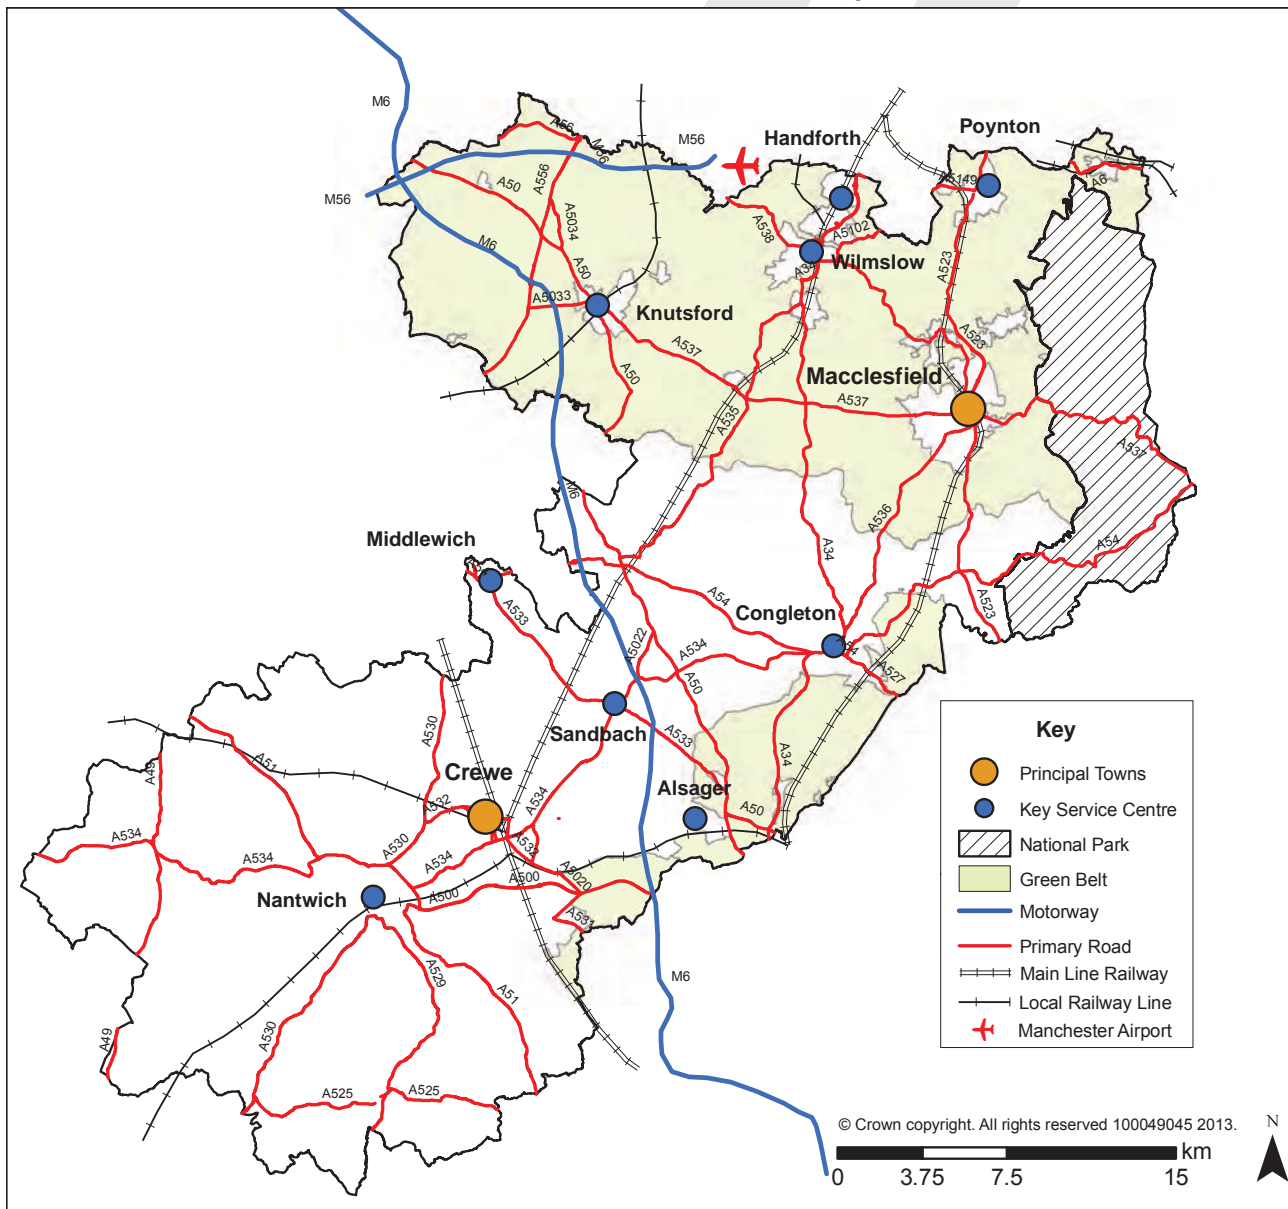 M6
A56
M56
M56
Handforth
Poynton
A50
A556
M56
A5149
A6
A5034
A538
A5102
M6
A50
Wilmslow
A523
A34
A5033
Knutsford
A523
A537
Macclesfield
A50
A537
A535
A537
M6
A536
Middlewich
A34
A54
A533
A54
Congleton
A523
A5022
A534
A54
A527
A50
A530
Sandbach
A533
A34
A51
A49
Crewe
Alsager
A532
A534
A50
A534
A534
A530
A534
A532
A500
A5020
Nantwich
A500
A531
A529
A51
M6
A530
A49
A525
A525
Key
Principal Towns
Key Service Centre
National Park
Green Belt
Motorway
Primary Road
Main Line Railway
Local Railway Line
Manchester Airport
© Crown copyright. All rights reserved 100049045 2013.
N
km
0 3.75 7.5 15